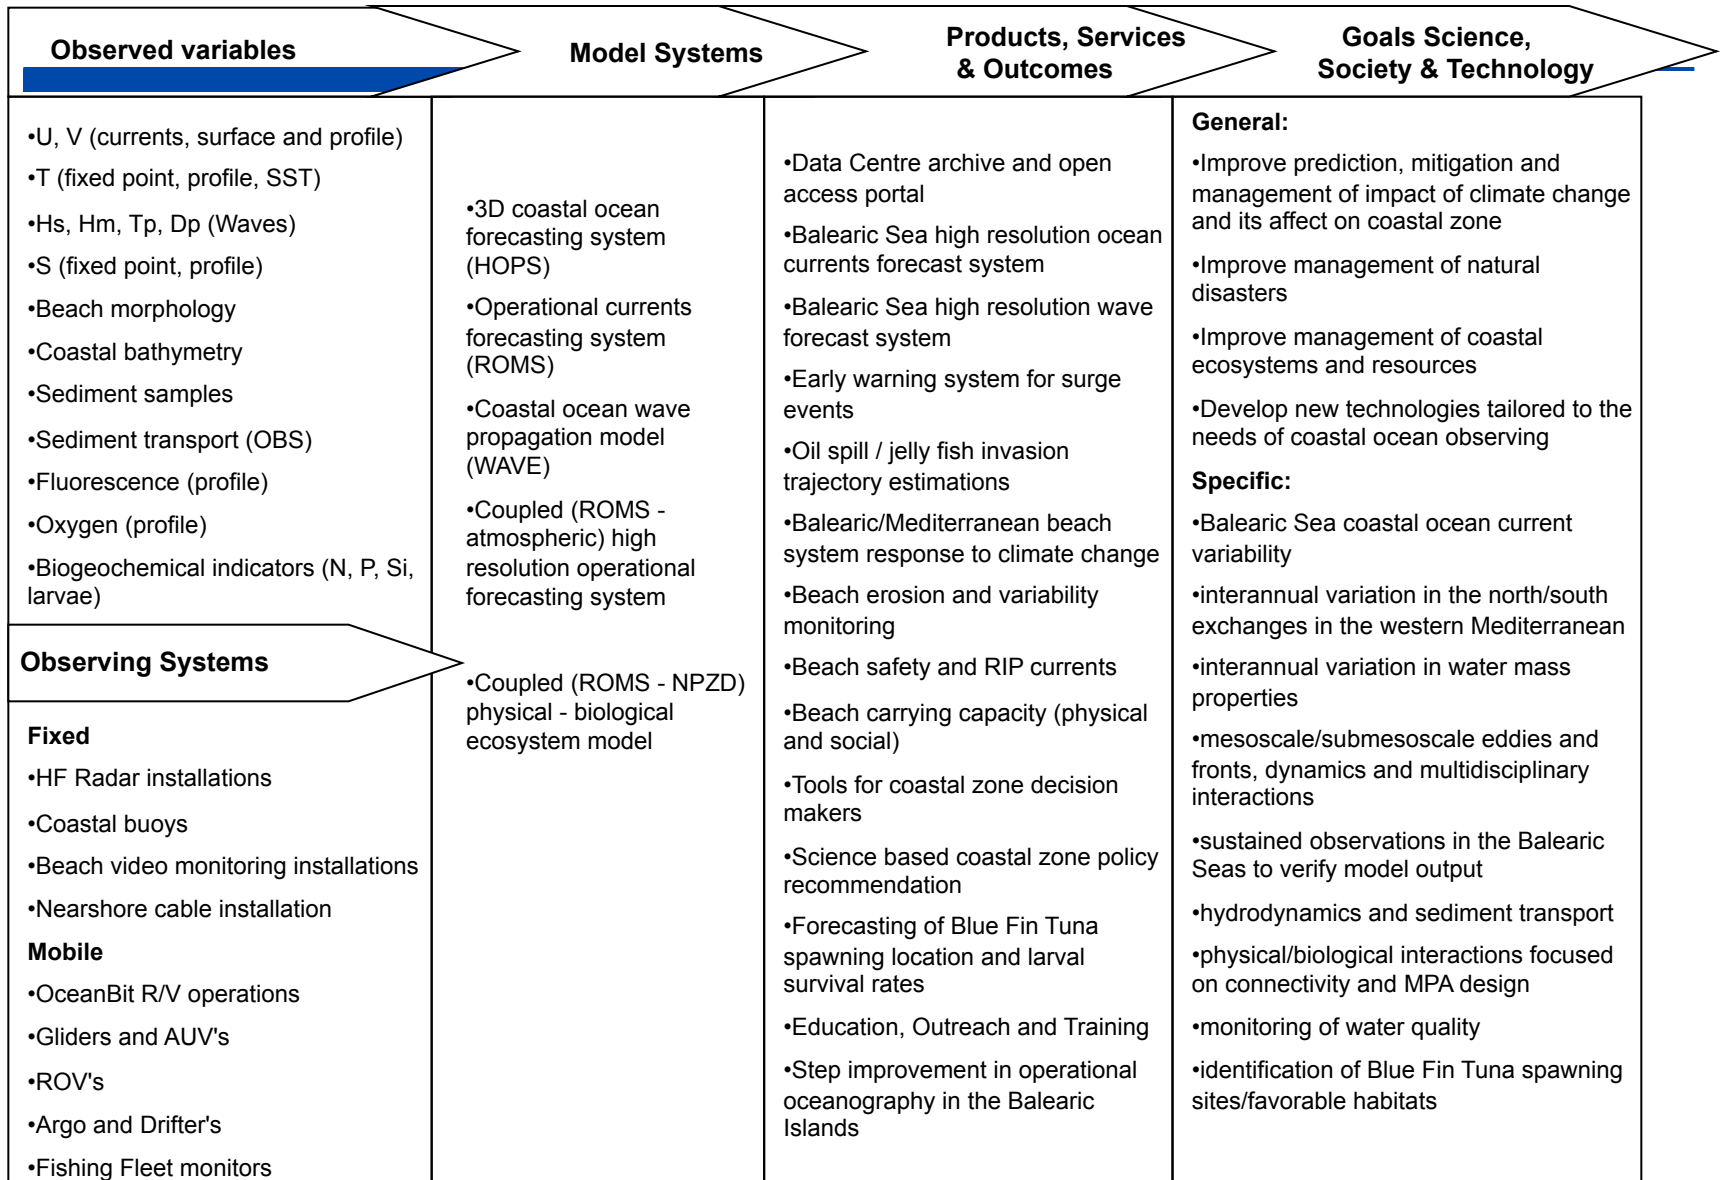 Observed variables
Model Systems
Products, Services
& Outcomes
Goals Science,
Society & Technology
•U, V (currents, surface and profile)
•T (fixed point, profile, SST)
•Hs, Hm, Tp, Dp (Waves)
•S (fixed point, profile)
•Beach morphology
•Coastal bathymetry
•Sediment samples
•Sediment transport (OBS)
•Fluorescence (profile)
•Oxygen (profile)
•Biogeochemical indicators (N, P, Si,
larvae)
Observing Systems
Fixed
•HF Radar installations
•Coastal buoys
•Beach video monitoring installations
•Nearshore cable installation
Mobile
•OceanBit R/V operations
•Gliders and AUV's
•ROV's
•Argo and Drifter's
•Fishing Fleet monitors
•3D coastal ocean
forecasting system
(HOPS)
•Operational currents
forecasting system
(ROMS)
•Coastal ocean wave
propagation model
(WAVE)
•Coupled (ROMS -
atmospheric) high
resolution operational
forecasting system
•Coupled (ROMS - NPZD)
physical - biological
ecosystem model
•Data Centre archive and open
access portal
•Balearic Sea high resolution ocean
currents forecast system
•Balearic Sea high resolution wave
forecast system
•Early warning system for surge
events
•Oil spill / jelly fish invasion
trajectory estimations
•Balearic/Mediterranean beach
system response to climate change
•Beach erosion and variability
monitoring
•Beach safety and RIP currents
•Beach carrying capacity (physical
and social)
•Tools for coastal zone decision
makers
•Science based coastal zone policy
recommendation
•Forecasting of Blue Fin Tuna
spawning location and larval
survival rates
•Education, Outreach and Training
•Step improvement in operational
oceanography in the Balearic
Islands
General:
•Improve prediction, mitigation and
management of impact of climate change
and its affect on coastal zone
•Improve management of natural
disasters
•Improve management of coastal
ecosystems and resources
•Develop new technologies tailored to the
needs of coastal ocean observing
Specific:
•Balearic Sea coastal ocean current
variability
•interannual variation in the north/south
exchanges in the western Mediterranean
•interannual variation in water mass
properties
•mesoscale/submesoscale eddies and
fronts, dynamics and multidisciplinary
interactions
•sustained observations in the Balearic
Seas to verify model output
•hydrodynamics and sediment transport
•physical/biological interactions focused
on connectivity and MPA design
•monitoring of water quality
•identification of Blue Fin Tuna spawning
sites/favorable habitats